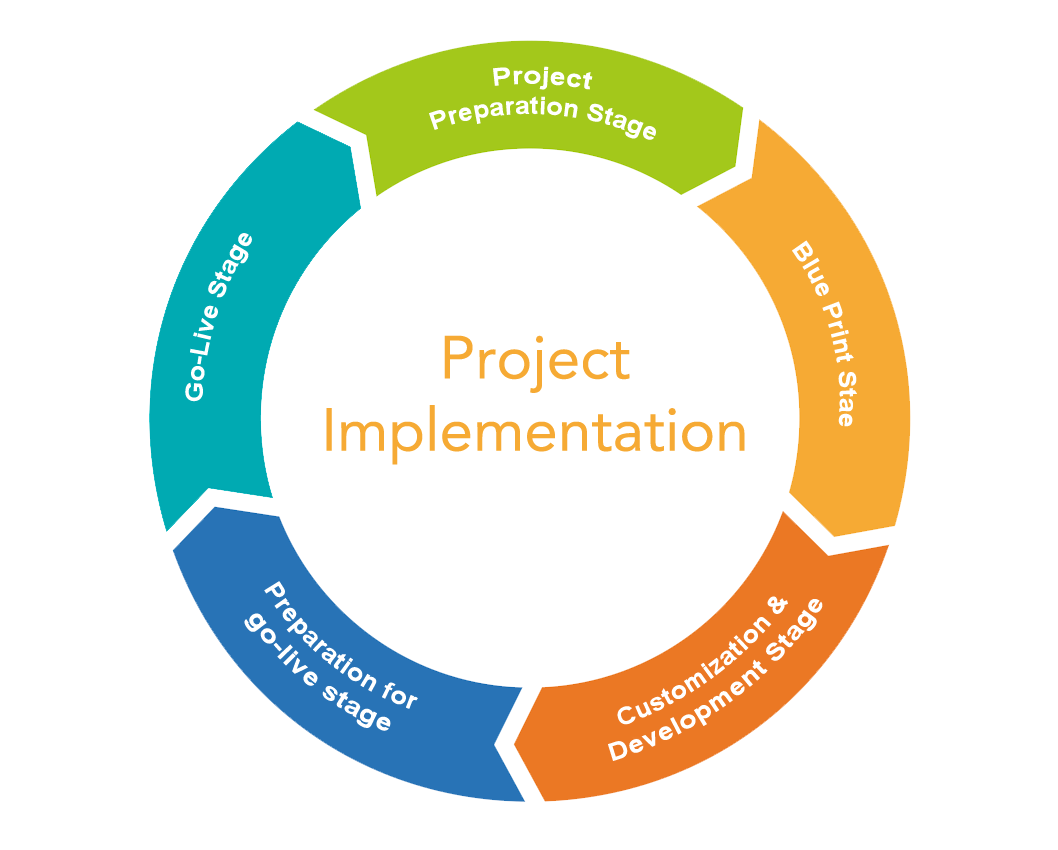 Project
Preparation Stage
Blue Print Stae
Customization &
Development Stage
Preparation for
go-live stage
Go-Live Stage
Project
Implementation